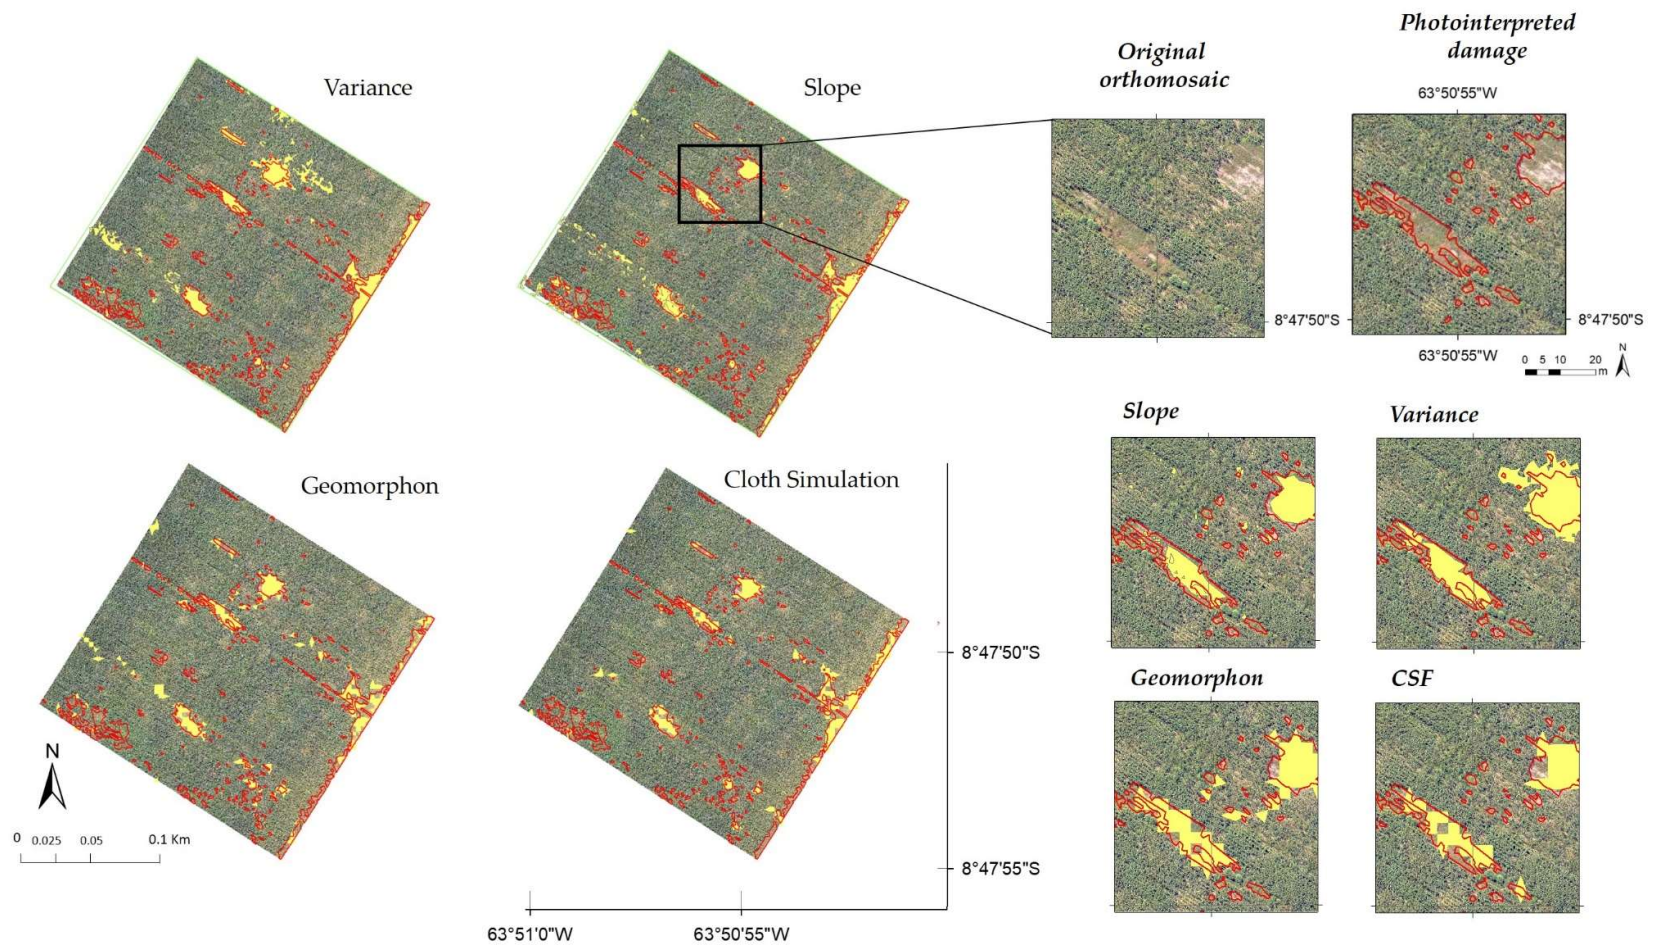 Variance
Slope
Original
orthomosaic
Photointerpreted
damage
63°50'55"W
8°47'50"S
8°47'50"S
63°50'55"W
N
0 5 10 20
m
Slope
Variance
Geomorphon
Cloth Simulation
8°47'50"S
Geomorphon
CSF
N
0 0.025 0.05 0.1 Km
8°47'55"S
63°51'0"W
63°50'55"W